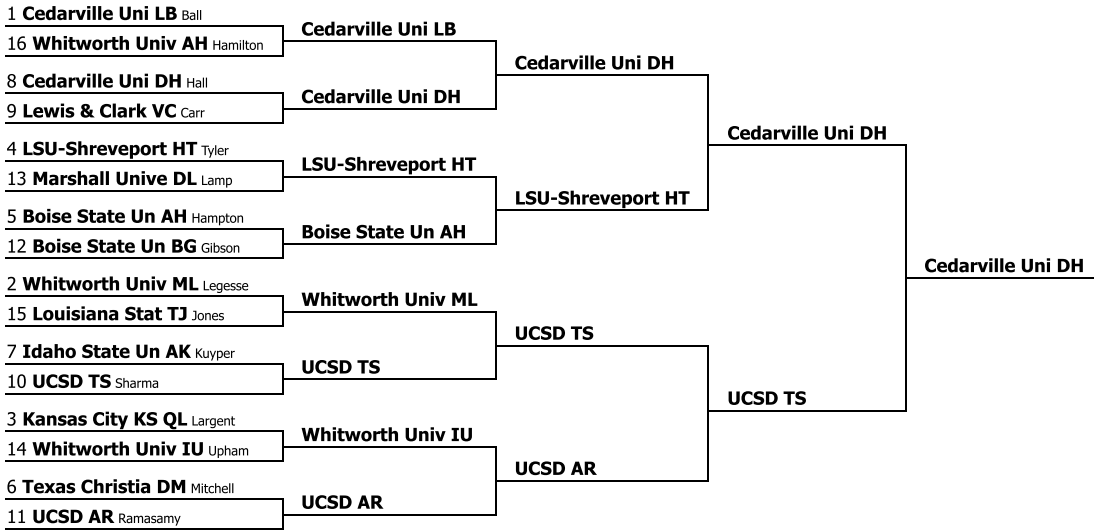 1 Cedarville Uni LB Ball
16 Whitworth Univ AH Hamilton
8 Cedarville Uni DH Hall
9 Lewis & Clark VC Carr
4 LSU-Shreveport HT Tyler
13 Marshall Unive DL Lamp
5 Boise State Un AH Hampton
12 Boise State Un BG Gibson
2 Whitworth Univ ML Legesse
15 Louisiana Stat TJ Jones
7 Idaho State Un AK Kuyper
10 UCSD TS Sharma
3 Kansas City KS QL Largent
14 Whitworth Univ IU Upham
6 Texas Christia DM Mitchell
11 UCSD AR Ramasamy
Cedarville Uni LB
Cedarville Uni DH
LSU-Shreveport HT
Boise State Un AH
Whitworth Univ ML
UCSD TS
Whitworth Univ IU
UCSD AR
Cedarville Uni DH
LSU-Shreveport HT
UCSD TS
UCSD AR
Cedarville Uni DH
UCSD TS
Cedarville Uni DH